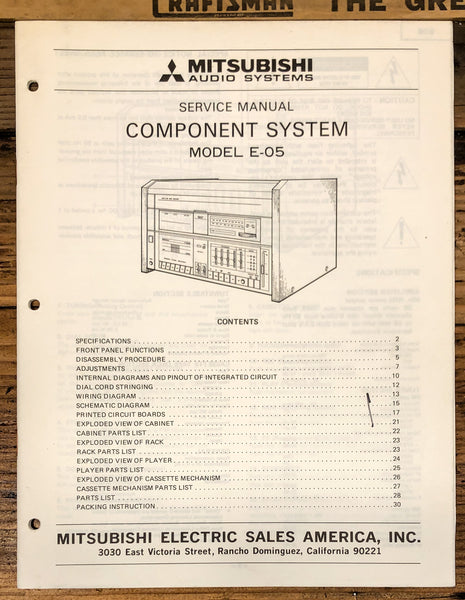 CRAFTSMAN THE GRE
MITSUBISHI
AUDIO SYSTEMS
SERVICE MANUAL
COMPONENT SYSTEM
MODEL E-05
CONTENTS
SPECIFICATIONS 2
FRONT PANEL FUNCTIONS 3
DISASSEMBLY PROCEDURE 5
ADJUSTMENTS 7
INTERNAL DIAGRAMS AND PINOUT OF INTEGRATED CIRCUIT 10
DIAL CORD STRINGING 12
WIRING DIAGRAM 13
SCHEMATIC DIAGRAM 15
PRINTED CIRCUIT BOARDS 17
EXPLODED VIEW OF CABINET 21
CABINET PARTS LIST 22
EXPLODED VIEW OF RACK 23
RACK PARTS LIST 23
EXPLODED VIEW OF PLAYER 24
PLAYER PARTS LIST 25
EXPLODED VIEW OF CASSETTE MECHANISM 26
CASSETTE MECHANISM PARTS LIST 27
PARTS LIST 28
PACKING INSTRUCTION 30
MITSUBISHI ELECTRIC SALES AMERICA, INC.
3030 East Victoria Street, Rancho Dominguez, California 90221